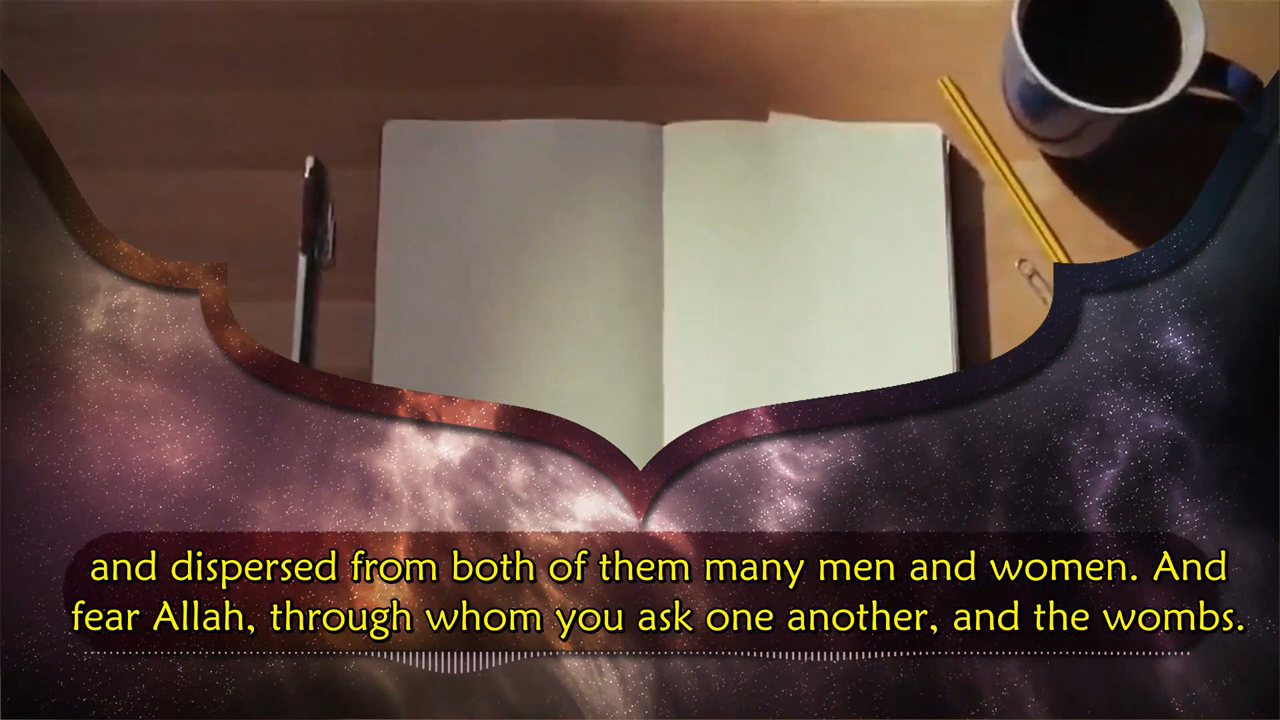 and dispersed from both of them many men and women. And
fear Allah, through whom you ask one another, and the wombs.